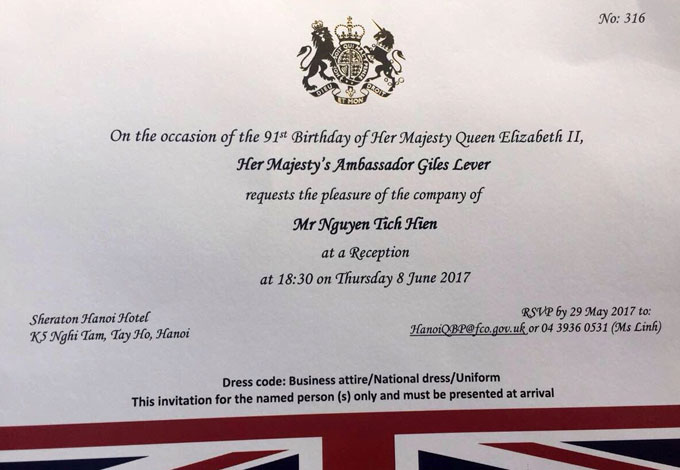 No: 316
DIEU ET MON DROIT
On the occasion of the 91st Birthday of Her Majesty Queen Elizabeth II,
Her Majesty's Ambassador Giles Lever
requests the pleasure of the company of
Mr Nguyen Tich Hien
at a Reception
at 18:30 on Thursday 8 June 2017
Sheraton Hanoi Hotel
K5 Nghi Tam, Tay Ho, Hanoi
RSVP by 29 May 2017 to:
HanoiQBP@fco.gov.uk or 04 3936 0531 (Ms Linh)
Dress code: Business attire/National dress/Uniform
This invitation for the named person (s) only and must be presented at arrival